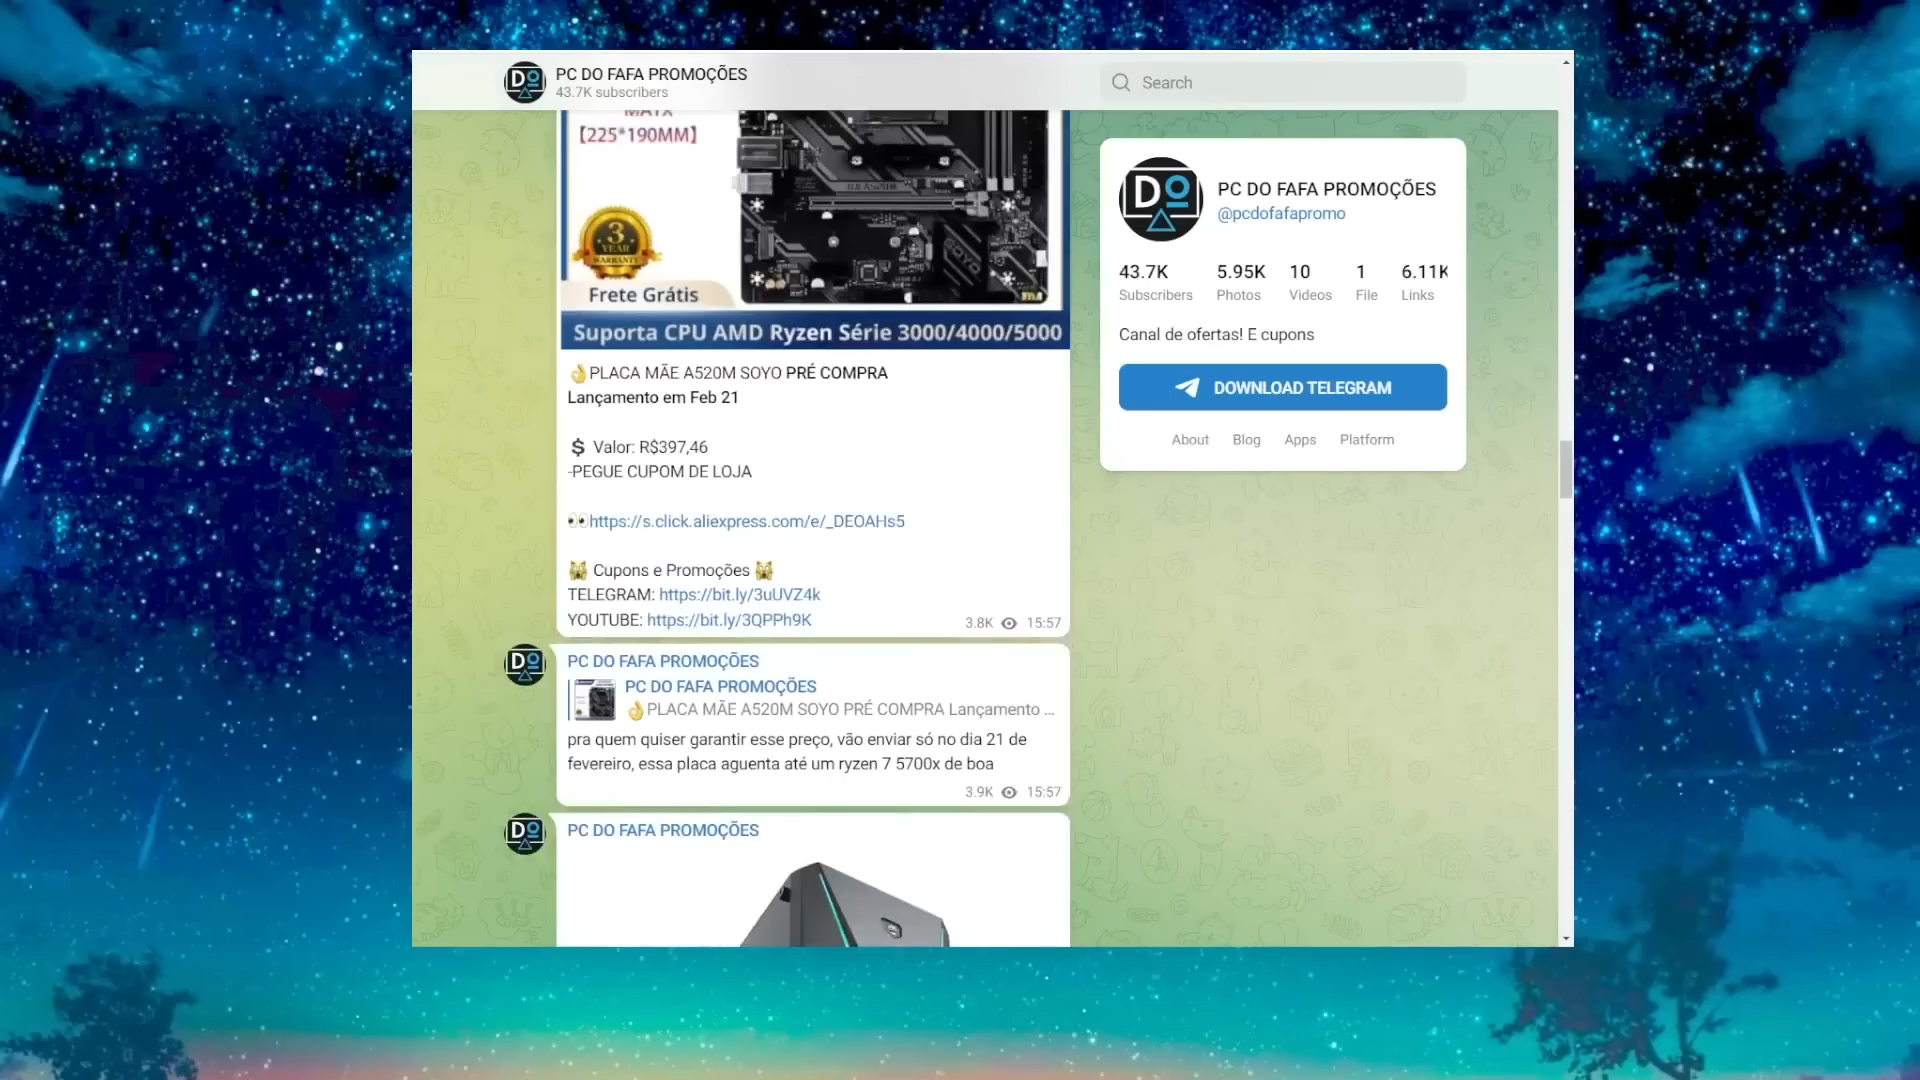 PC DO FAFA PROMOÇÕES
43.7K subscribers
Search
【225*190MM】
3
YEAR
WARRANTY
SOYO
Frete Grátis
Suporta CPU AMD Ryzen Série 3000/4000/5000
👌PLACA MÃE A520M SOYO PRÉ COMPRA
Lançamento em Feb 21
💲 Valor: R$397,46
-PEGUE CUPOM DE LOJA
👀https://s.click.aliexpress.com/e/_DEOAHs5
🙀 Cupons e Promoções 🙀
TELEGRAM: https://bit.ly/3uUVZ4k
YOUTUBE: https://bit.ly/3QPPh9K
3.8K 15:57
PC DO FAFA PROMOÇÕES
PC DO FAFA PROMOÇÕES
👌PLACA MÃE A520M SOYO PRÉ COMPRA Lançamento ...
pra quem quiser garantir esse preço, vão enviar só no dia 21 de
fevereiro, essa placa aguenta até um ryzen 7 5700x de boa
3.9K 15:57
PC DO FAFA PROMOÇÕES
PC DO FAFA PROMOÇÕES
@pcdofafapromo
43.7K 5.95K 10 1 6.11K
Subscribers Photos Videos File Links
Canal de ofertas! E cupons
DOWNLOAD TELEGRAM
About Blog Apps Platform